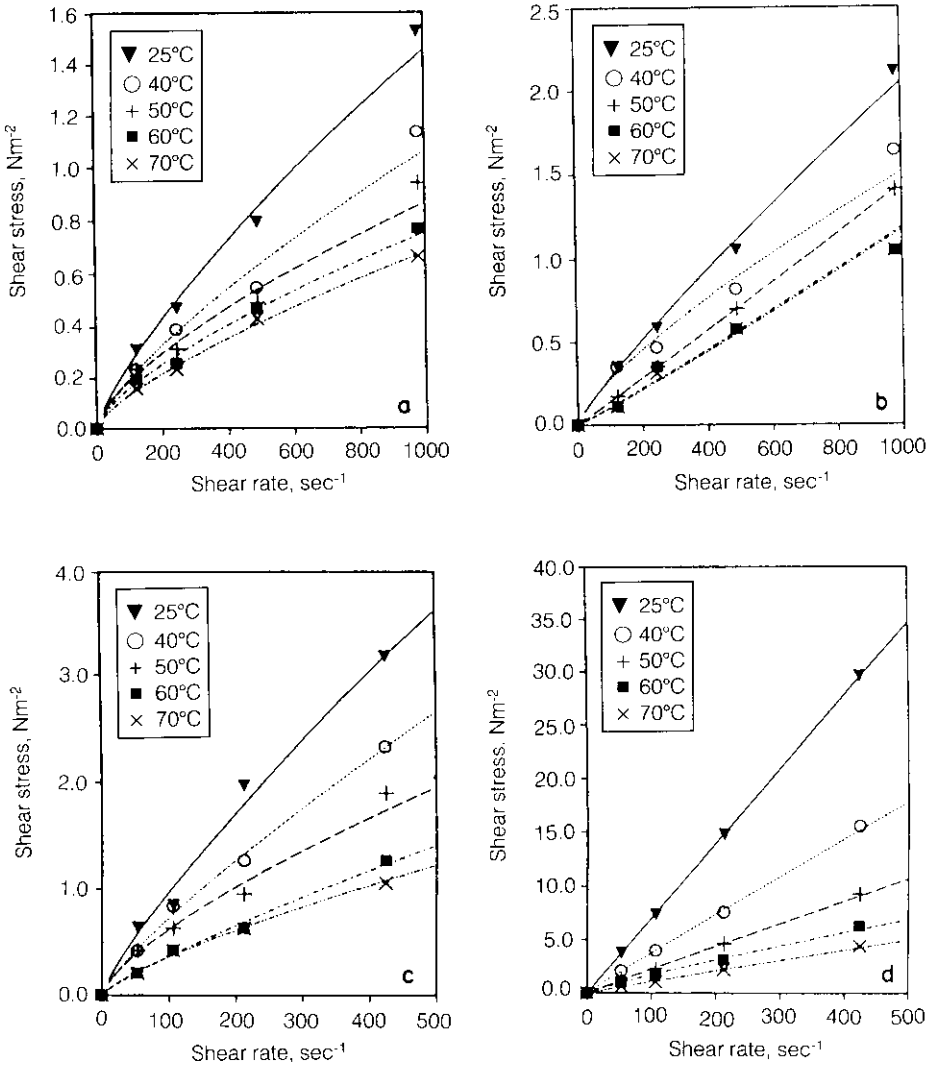 1.6
1.4
1.2
1.0
0.8
0.6
0.4
0.2
0.0
Shear stress, Nm-2
25°C
40°C
50°C
60°C
70°C
a
0 200 400 600 800 1000
Shear rate, sec-1
2.5
2.0
1.5
1.0
0.5
0.0
Shear stress, Nm-2
25°C
40°C
50°C
60°C
70°C
b
0 200 400 600 800 1000
Shear rate, sec-1
4.0
3.0
2.0
1.0
0.0
Shear stress, Nm-2
25°C
40°C
50°C
60°C
70°C
c
0 100 200 300 400 500
Shear rate, sec-1
40.0
35.0
30.0
25.0
20.0
15.0
10.0
5.0
0.0
Shear stress, Nm-2
25°C
40°C
50°C
60°C
70°C
d
0 100 200 300 400 500
Shear rate, sec-1